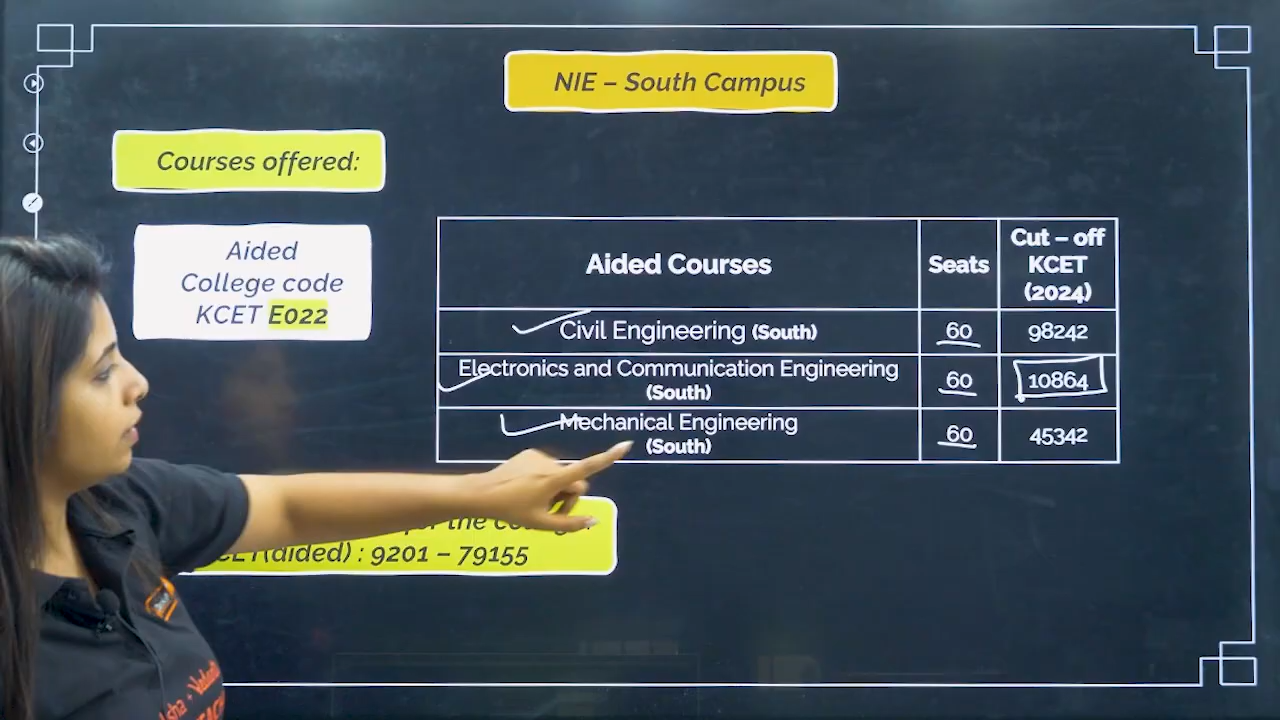 NIE – South Campus
Courses offered:
Aided
College code
KCET E022
Aided Courses
Seats
Cut – off
KCET
(2024)
Civil Engineering (South)
60
98242
Electronics and Communication Engineering
(South)
60
10864
Mechanical Engineering
(South)
60
45342
the
(aided) : 9201 – 79155